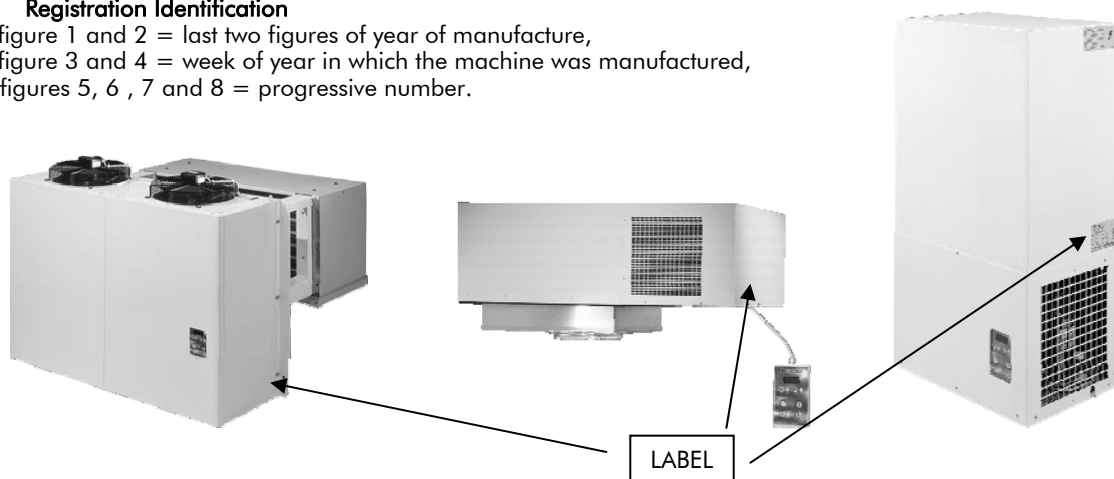 Registration Identification
figure 1 and 2 = last two figures of year of manufacture,
figure 3 and 4 = week of year in which the machine was manufactured,
figures 5, 6 , 7 and 8 = progressive number.
LABEL